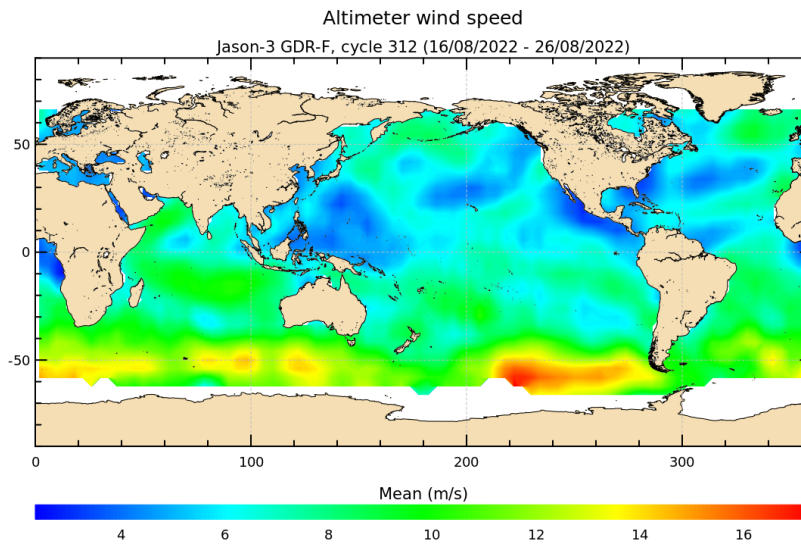 Altimeter wind speed
Jason-3 GDR-F, cycle 312 (16/08/2022 - 26/08/2022)
50
0
-50
0 100 200 300
Mean (m/s)
4 6 8 10 12 14 16